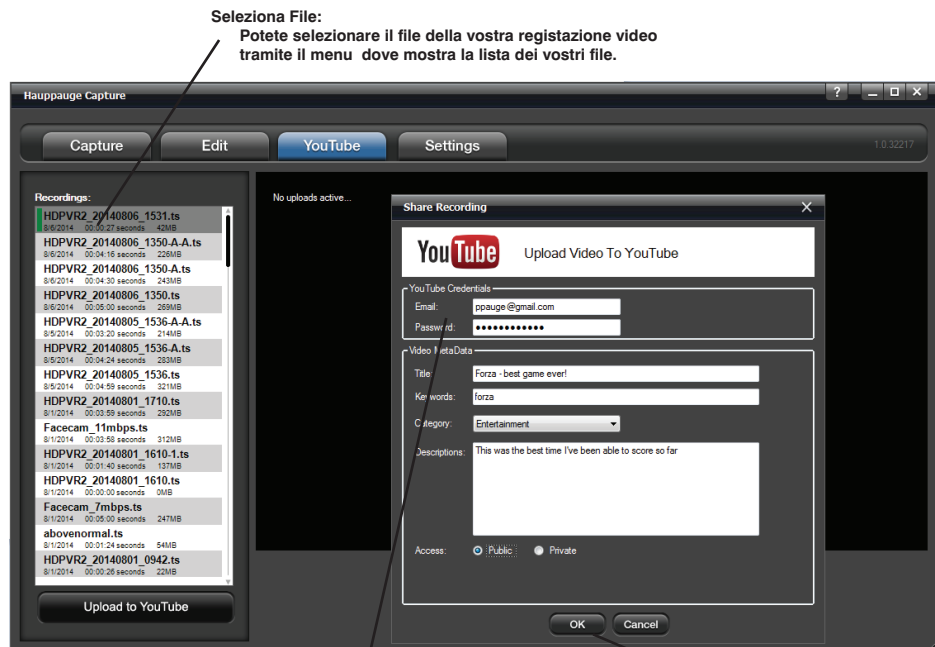 Seleziona File:
Potete selezionare il file della vostra registazione video
tramite il menu dove mostra la lista dei vostri file.
Hauppauge Capture
?
Capture
Edit
YouTube
Settings
1.0.32217
Recordings:
HDPVR2_20140806_1531.ts
8/6/2014 00:00:27 seconds 42MB
HDPVR2_20140806_1350-A-A.ts
8/6/2014 00:04:16 seconds 226MB
HDPVR2_20140806_1350-A.ts
8/6/2014 00:04:30 seconds 243MB
HDPVR2_20140806_1350.ts
8/6/2014 00:05:00 seconds 269MB
HDPVR2_20140805_1536-A-A.ts
8/5/2014 00:03:20 seconds 214MB
HDPVR2_20140805_1536-A.ts
8/5/2014 00:04:24 seconds 283MB
HDPVR2_20140805_1536.ts
8/5/2014 00:04:59 seconds 321MB
HDPVR2_20140801_1710.ts
8/1/2014 00:03:59 seconds 292MB
Facecam_11mbps.ts
8/1/2014 00:03:58 seconds 312MB
HDPVR2_20140801_1610-1.ts
8/1/2014 00:01:40 seconds 137MB
HDPVR2_20140801_1610.ts
8/1/2014 00:00:00 seconds 0MB
Facecam_7mbps.ts
8/1/2014 00:05:00 seconds 247MB
abovenormal.ts
8/1/2014 00:01:24 seconds 54MB
HDPVR2_20140801_0942.ts
8/1/2014 00:00:26 seconds 22MB
Upload to YouTube
No uploads active...
Share Recording
YouTube
Upload Video To YouTube
YouTube Credentials
Email: ppauge@gmail.com
Password: ••••••••••••
Video MetaData
Title: Forza - best game ever!
Keywords: forza
Category: Entertainment
Descriptions: This was the best time I've been able to score so far
Access: Public Private
OK
Cancel